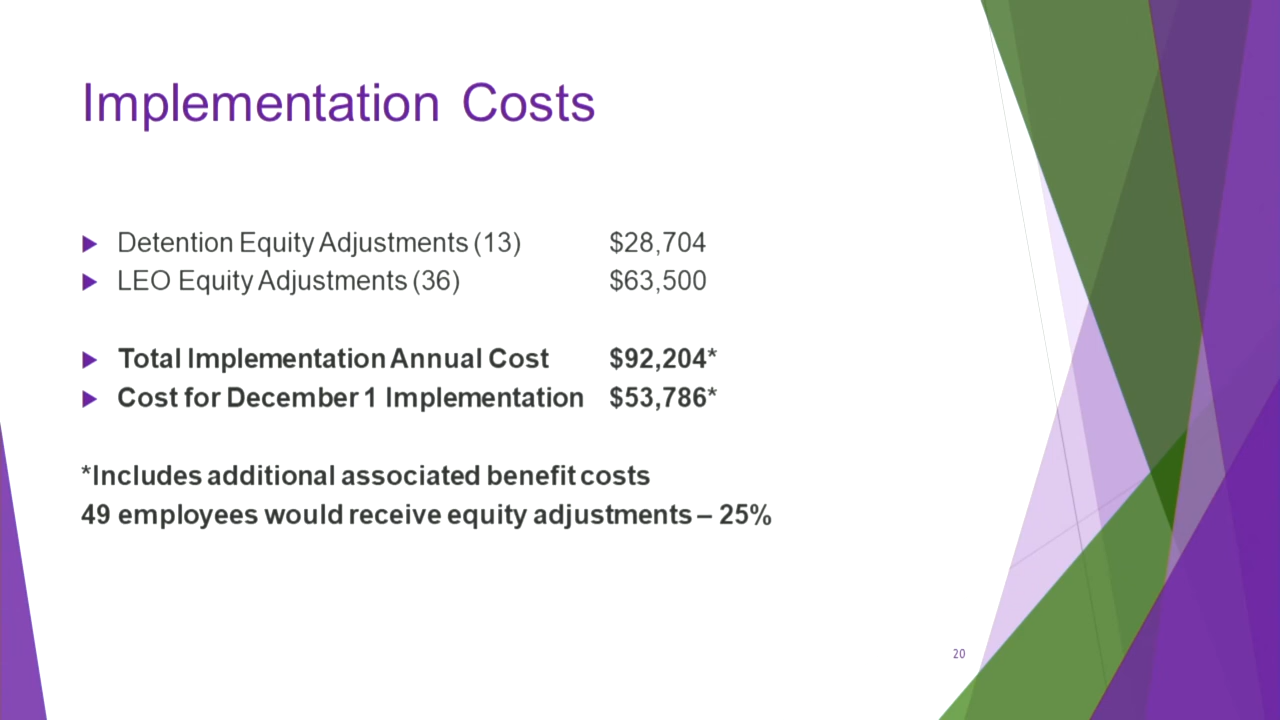 Implementation Costs
Detention Equity Adjustments (13) $28,704
LEO Equity Adjustments (36) $63,500
Total Implementation Annual Cost $92,204*
Cost for December 1 Implementation $53,786*
*Includes additional associated benefit costs
49 employees would receive equity adjustments – 25%
20